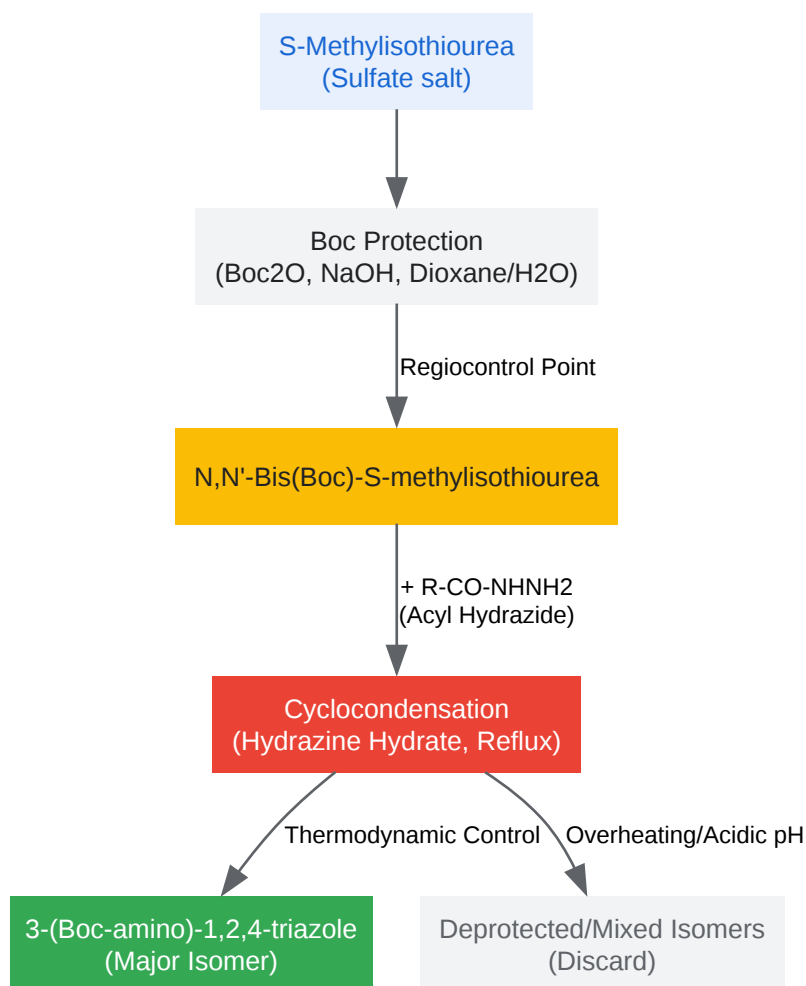 S-Methylisothiourea
(Sulfate salt)
Boc Protection
(Boc2O, NaOH, Dioxane/H2O)
Regiocontrol Point
N,N'-Bis(Boc)-S-methylisothiourea
+ R-CO-NHNH2
(Acyl Hydrazide)
Cyclocondensation
(Hydrazine Hydrate, Reflux)
Thermodynamic Control
Overheating/Acidic pH
3-(Boc-amino)-1,2,4-triazole
(Major Isomer)
Deprotected/Mixed Isomers
(Discard)